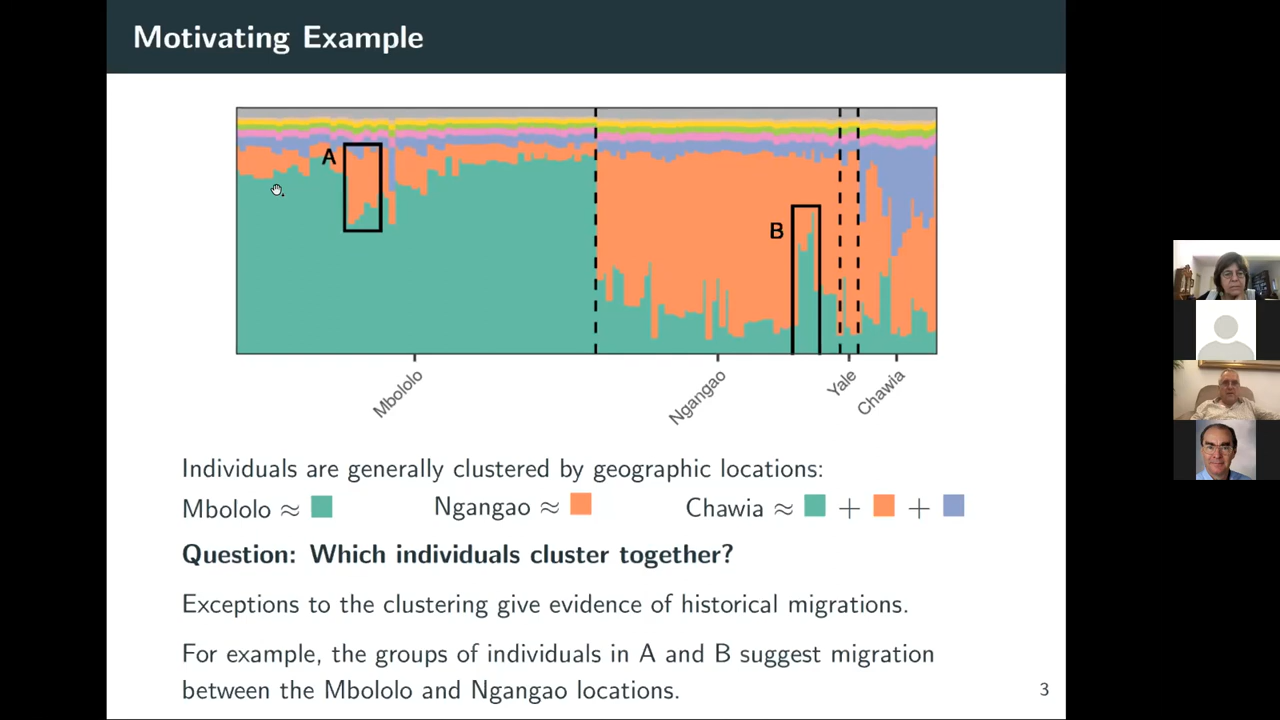 Motivating Example
A
B
Mbololo
Ngangao
Yale
Chawia
Individuals are generally clustered by geographic locations:
Mbololo ≈
Ngangao ≈
Chawia ≈ + +
Question: Which individuals cluster together?
Exceptions to the clustering give evidence of historical migrations.
For example, the groups of individuals in A and B suggest migration
between the Mbololo and Ngangao locations.
3